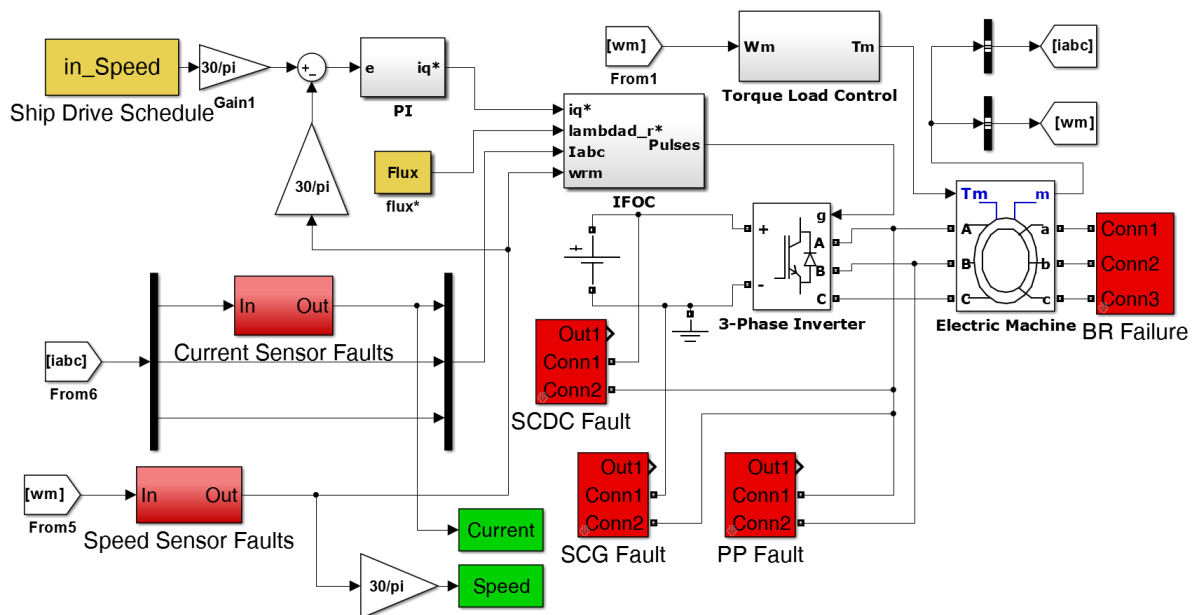 in_Speed
Ship Drive Schedule
30/pi
Gain1
+
-
e
iq*
PI
30/pi
Flux
flux*
iq*
lambdad_r*
Iabc
wrm
Pulses
IFOC
[wm]
From1
Wm
Tm
Torque Load Control
[iabc]
[wm]
+
+
-
g
A
B
C
3-Phase Inverter
Tm
m
A
B
C
a
b
c
Electric Machine
Conn1
Conn2
Conn3
BR Failure
In
Out
Current Sensor Faults
[iabc]
From6
Out1
Conn1
Conn2
SCDC Fault
[wm]
From5
In
Out
Speed Sensor Faults
Out1
Conn1
Conn2
SCG Fault
Out1
Conn1
Conn2
PP Fault
Current
30/pi
Speed